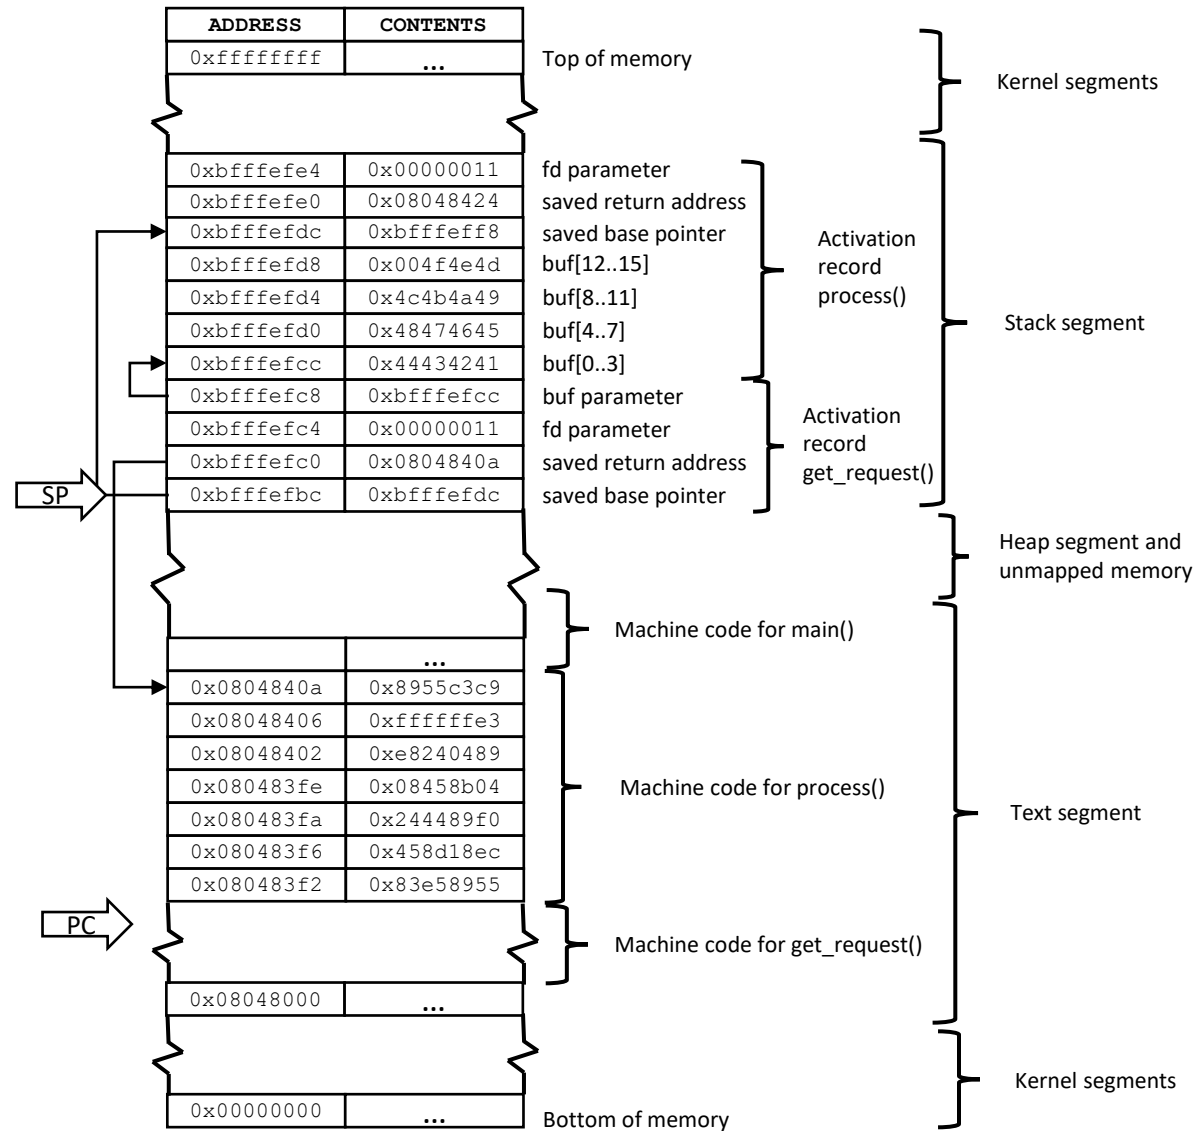 ADDRESS CONTENTS
0xffffffff ... Top of memory
Kernel segments
0xbfffefe4 0x00000011 fd parameter
0xbfffefe0 0x08048424 saved return address
0xbfffefdc 0xbfffeff8 saved base pointer
0xbfffefd8 0x004f4e4d buf[12..15]
0xbfffefd4 0x4c4b4a49 buf[8..11]
0xbfffefd0 0x48474645 buf[4..7]
0xbfffefcc 0x44434241 buf[0..3]
Activation
record
process()
Stack segment
0xbfffefc8 0xbfffefcc buf parameter
0xbfffefc4 0x00000011 fd parameter
0xbfffefc0 0x0804840a saved return address
SP 0xbfffefbc 0xbfffefdc saved base pointer
Activation
record
get_request()
Heap segment and
unmapped memory
Machine code for main()
...
0x0804840a 0x8955c3c9
0x08048406 0xffffffe3
0x08048402 0xe8240489
0x080483fe 0x08458b04 Machine code for process()
0x080483fa 0x244489f0 Text segment
0x080483f6 0x458d18ec
0x080483f2 0x83e58955
PC
Machine code for get_request()
0x08048000 ...
Kernel segments
0x00000000 ... Bottom of memory